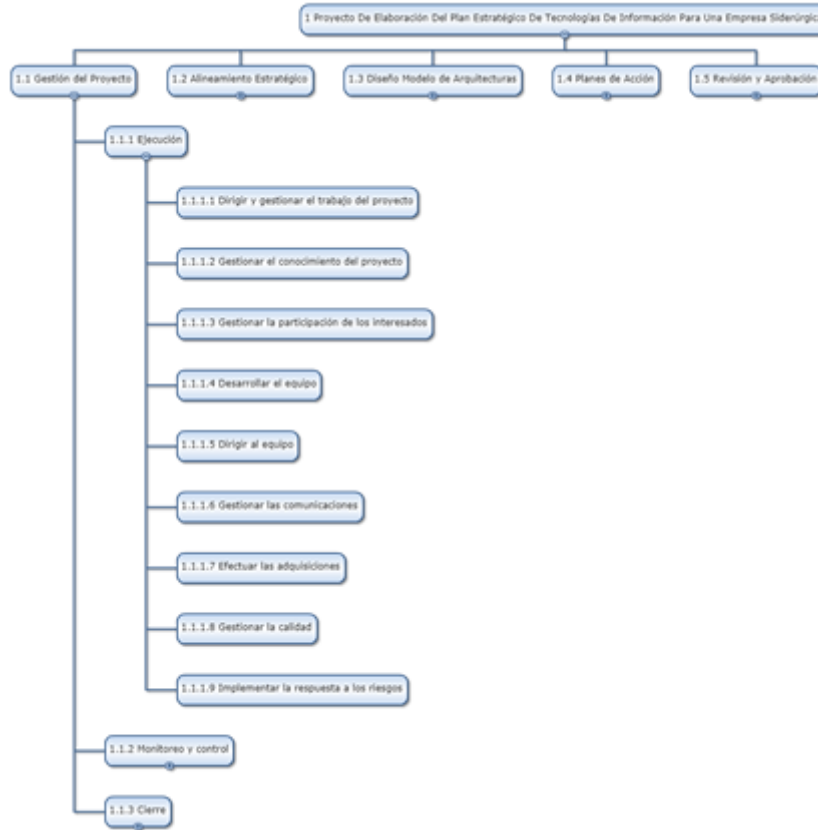 1 Proyecto De Elaboración Del Plan Estratégico De Tecnologías De Información Para Una Empresa Siderúrgic
1.1 Gestión del Proyecto
1.2 Alineamiento Estratégico
1.3 Diseño Modelo de Arquitecturas
1.4 Planes de Acción
1.5 Revisión y Aprobación
1.1.1 Ejecución
1.1.1.1 Dirigir y gestionar el trabajo del proyecto
1.1.1.2 Gestionar el conocimiento del proyecto
1.1.1.3 Gestionar la participación de los interesados
1.1.1.4 Desarrollar el equipo
1.1.1.5 Dirigir al equipo
1.1.1.6 Gestionar las comunicaciones
1.1.1.7 Efectuar las adquisiciones
1.1.1.8 Gestionar la calidad
1.1.1.9 Implementar la respuesta a los riesgos
1.1.2 Monitoreo y control
1.1.3 Cierre